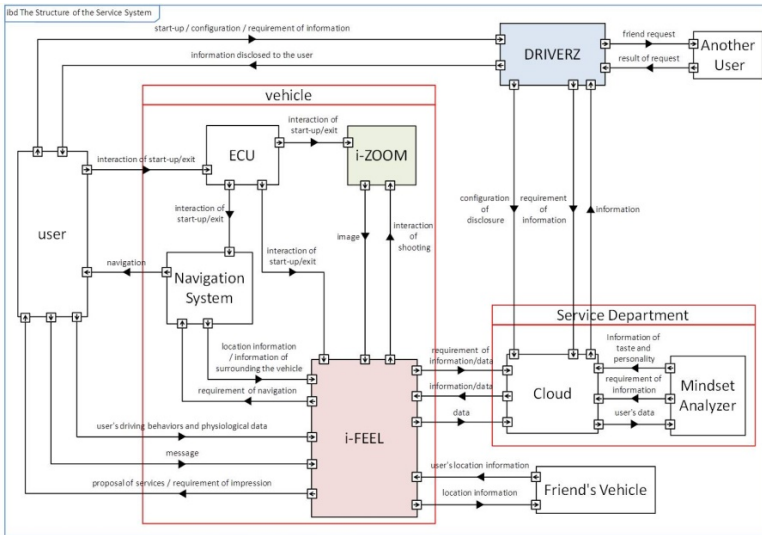 ibd The Structure of the Service System
start-up / configuration / requirement of information
information disclosed to the user
DRIVERZ
friend request
result of request
Another
User
vehicle
ECU
interaction of start-up/exit
interaction of
start-up/exit
i-ZOOM
user
interaction of
start-up/exit
interaction of
start-up/exit
image
interaction
of
shooting
configuration
of
disclosure
requirement
of
information
information
navigation
Navigation
System
location information
/ information of
surrounding the vehicle
requirement of navigation
user's driving behaviors and physiological data
message
proposal of services / requirement of impression
i-FEEL
requirement of
information/data
information/data
data
Service Department
Cloud
Information of
taste and
personality
requirement of
information
user's data
Mindset
Analyzer
user's location information
location information
Friend's Vehicle